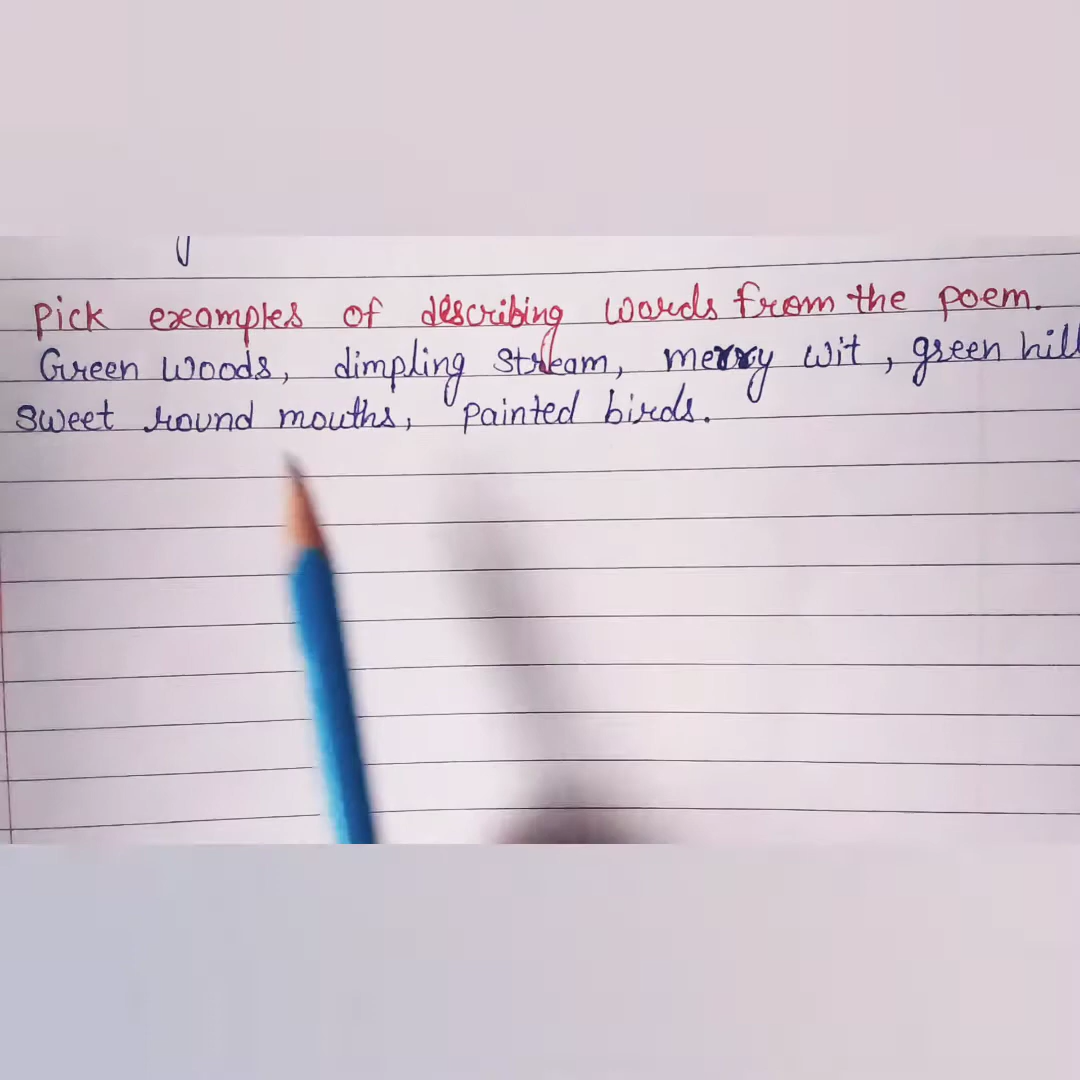 Pick examples of describing words from the poem.
Green Woods, dimpling stream, merry wit, green hill
Sweet round mouths, painted birds.